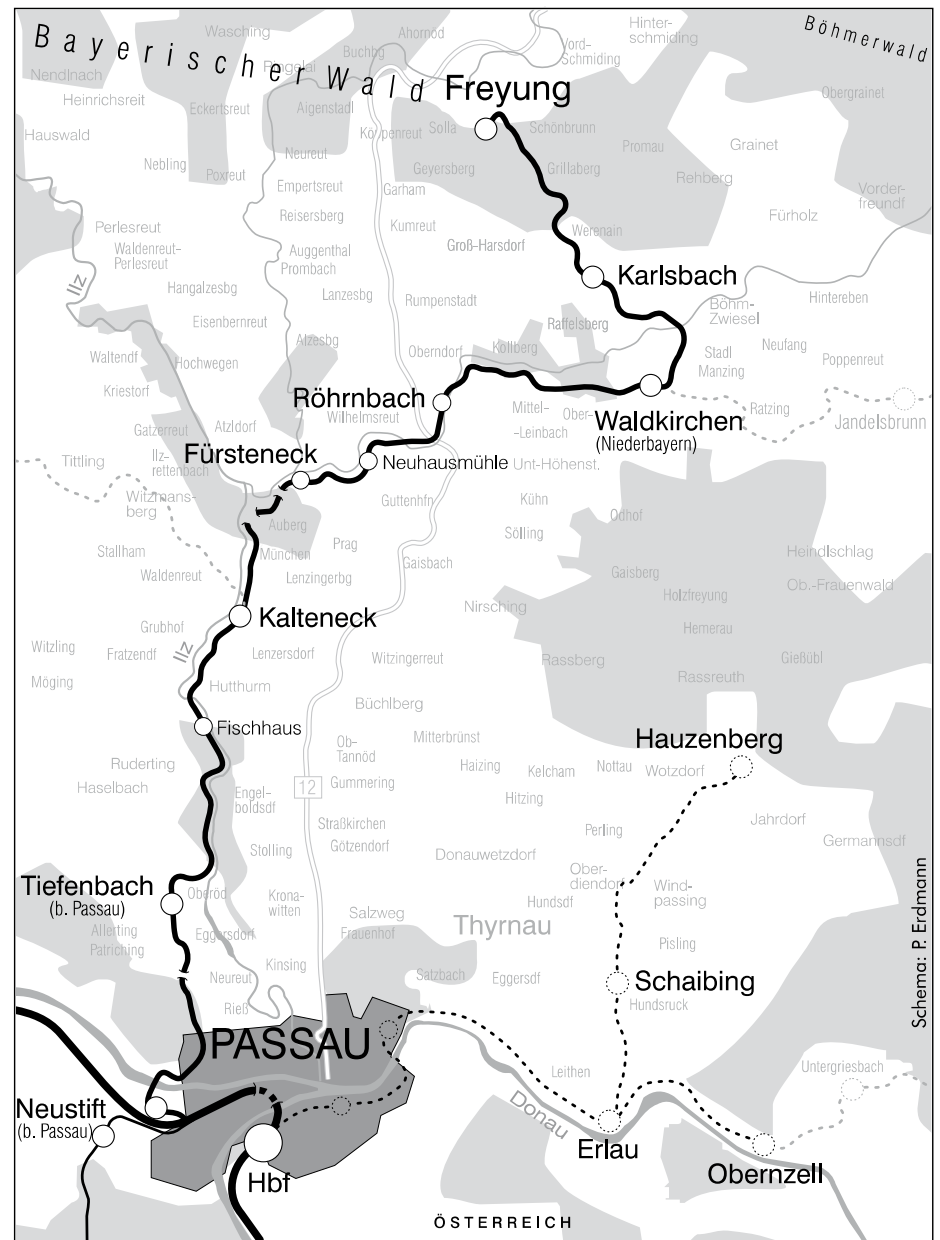 Bayerischer Wald
Böhmerwald
Wasching
Ahornöd
Hinter-
schmiding
Buchbg
Vord-
Schmiding
Ringelai
Nendlnach
Heinrichsreit
Eckertsreut
Aigenstadl
Freyung
Obergrainet
Hauswald
Köppenreut
Solla
Schönbrunn
Promau
Grainet
Nebling
Poxreut
Neureut
Geyersberg
Grillaberg
Rehberg
Vorder-
freundf
Empertsreut
Garham
Reisersberg
Kumreut
Werenain
Fürholz
Perlesreut
Waldenreut-
Perlesreut
Auggenthal
Prombach
Groß-Harsdorf
Karlsbach
Ilz
Hangalzesbg
Lanzesbg
Rumpenstadt
Böhm-
Zwiesel
Hintereben
Eisenbernreut
Raffelsberg
Alzesbg
Oberndorf
Kollberg
Stadl
Manzing
Neufang
Poppenreut
Waltendf
Hochwegen
Kriestorf
Röhrnbach
Wilhelmsreut
Waldkirchen
(Niederbayern)
Mittel-
-Leinbach
Ober-
Ratzing
Jandelsbrunn
Gatzerreut
Atzldorf
Tittling
Ilz-
rettenbach
Fürsteneck
Neuhausmühle
Unt-Höhenst.
Witzmans-
berg
Guttenhfn
Kühn
Auberg
Sölling
Odhof
Stallham
München
Prag
Gaisbach
Heindlschlag
Waldenreut
Lenzingerbg
Gaisberg
Ob.-Frauenwald
Holzfreyung
Kalteneck
Nirsching
Grubhof
Hemerau
Witzling
Fratzendf
Ilz
Lenzersdorf
Witzingerreut
Rassberg
Gießübl
Möging
Hutthurm
Rassreuth
Büchlberg
Fischhaus
Ob-
Tannöd
Mitterbrünst
Hauzenberg
Ruderting
Haselbach
Gummering
Haizing
Kelcham
Nottau
Wotzdorf
Engel-
boldsdf
12
Hitzing
Straßkirchen
Götzendorf
Perling
Jahrdorf
Stolling
Donauwetzdorf
Germannsdf
Ober-
diendorf
Tiefenbach
(b. Passau)
Oberöd
Krona-
witten
Hundsdf
Wind-
passing
Allerting
Patriching
Salzweg
Frauenhof
Thyrnau
Eggersdorf
Pisling
Neureut
Kinsing
Satzbach
Eggersdf
Schaibing
Hundsruck
Rieß
PASSAU
Schema: P. Erdmann
Leithen
Untergriesbach
Neustift
(b. Passau)
Donau
Erlau
Obernzell
Hbf
ÖSTERREICH